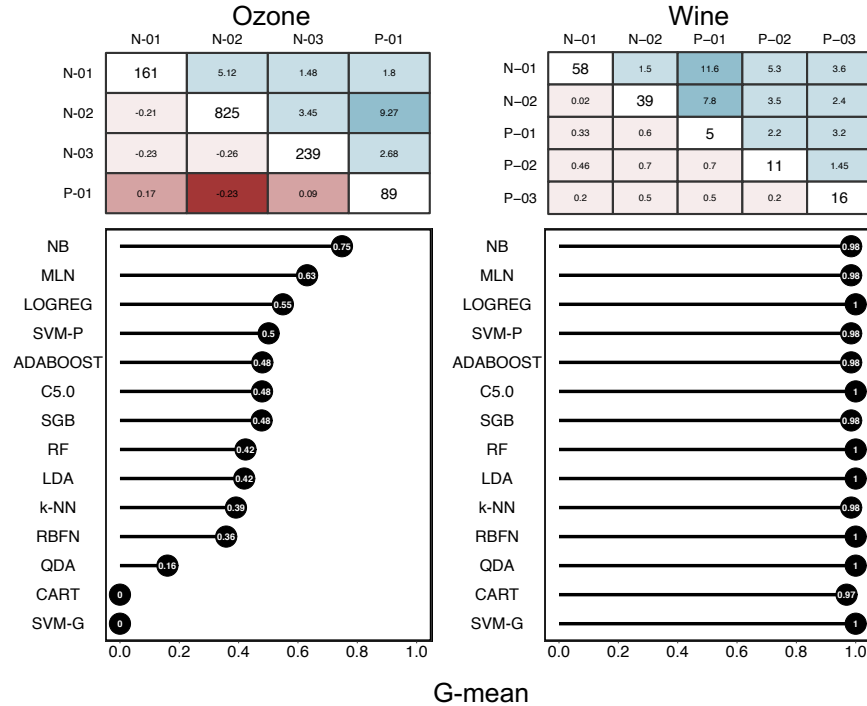 Ozone
N-01 N-02 N-03 P-01
N-01 161 5.12 1.48 1.8
N-02 -0.21 825 3.45 9.27
N-03 -0.23 -0.26 239 2.68
P-01 0.17 -0.23 0.09 89
NB 0.75
MLN 0.63
LOGREG 0.55
SVM-P 0.5
ADABOOST 0.48
C5.0 0.48
SGB 0.48
RF 0.42
LDA 0.42
k-NN 0.39
RBFN 0.36
QDA 0.16
CART 0
SVM-G 0
0.0 0.2 0.4 0.6 0.8 1.0
Wine
N−01 N−02 P−01 P−02 P−03
N−01 58 1.5 11.6 5.3 3.6
N−02 0.02 39 7.8 3.5 2.4
P−01 0.33 0.6 5 2.2 3.2
P−02 0.46 0.7 0.7 11 1.45
P−03 0.2 0.5 0.5 0.2 16
NB 0.98
MLN 0.98
LOGREG 1
SVM-P 0.98
ADABOOST 0.98
C5.0 1
SGB 0.98
RF 1
LDA 1
k-NN 0.98
RBFN 1
QDA 1
CART 0.97
SVM-G 1
0.0 0.2 0.4 0.6 0.8 1.0
G-mean